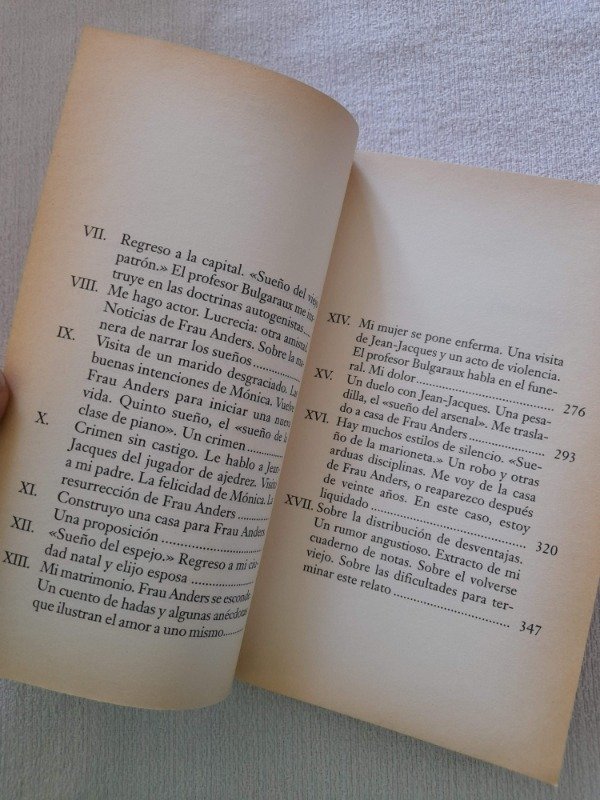 VII. Regreso a la capital. «Sueño del viejo
patrón.» El profesor Bulgaraux me ins-
truye en las doctrinas autogenistas....
VIII. Me hago actor. Lucrecia: otra amistad.
Noticias de Frau Anders. Sobre la ma-
nera de narrar los sueños............
IX. Visita de un marido desgraciado. Las
buenas intenciones de Mónica. Vuelve
Frau Anders para iniciar una nueva
vida. Quinto sueño, el «sueño de la
clase de piano». Un crimen............
X. Crimen sin castigo. Le hablo a Jean-
Jacques del jugador de ajedrez. Visito
a mi padre. La felicidad de Mónica. La
resurrección de Frau Anders............
XI. Construyo una casa para Frau Anders
Una proposición............
XII. «Sueño del espejo.» Regreso a mi ciu-
dad natal y elijo esposa............
XIII. Mi matrimonio. Frau Anders se esconde.
Un cuento de hadas y algunas anécdotas
que ilustran el amor a uno mismo......
XIV. Mi mujer se pone enferma. Una visita
de Jean-Jacques y un acto de violencia.
El profesor Bulgaraux habla en el fune-
ral. Mi dolor............ 276
XV. Un duelo con Jean-Jacques. Una pesa-
dilla, el «sueño del arsenal». Me trasla-
do a casa de Frau Anders............ 293
XVI. Hay muchos estilos de silencio. «Sue-
ño de la marioneta.» Un robo y otras
arduas disciplinas. Me voy de la casa
de Frau Anders, o reaparezco después
de veinte años. En este caso, estoy
liquidado............ 320
XVII. Sobre la distribución de desventajas.
Un rumor angustioso. Extracto de mi
cuaderno de notas. Sobre el volverse
viejo. Sobre las dificultades para ter-
minar este relato............ 347